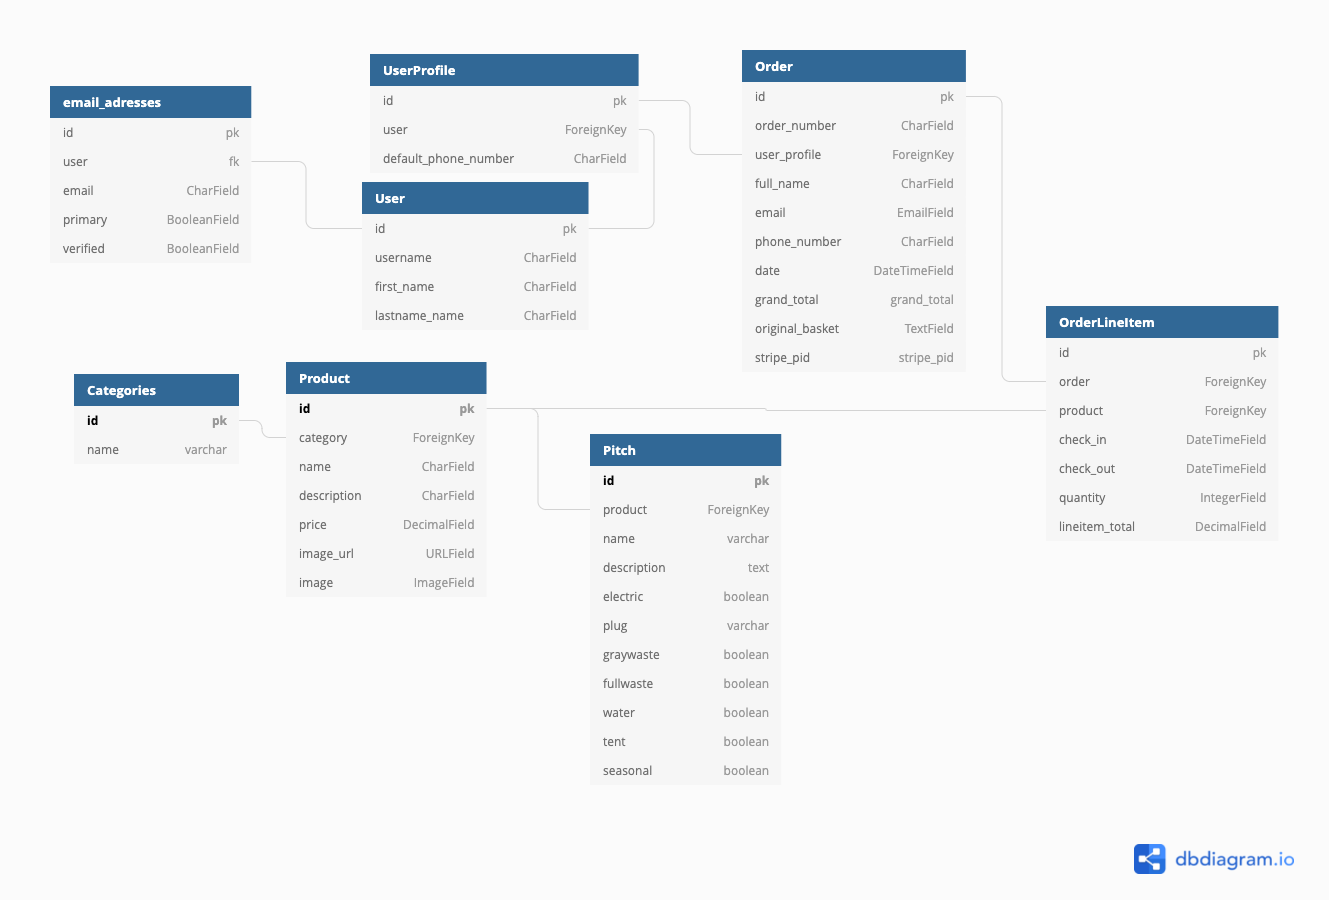 email_adresses
id pk
user fk
email CharField
primary BooleanField
verified BooleanField
UserProfile
id pk
user ForeignKey
default_phone_number CharField
User
id pk
username CharField
first_name CharField
lastname_name CharField
Order
id pk
order_number CharField
user_profile ForeignKey
full_name CharField
email EmailField
phone_number CharField
date DateTimeField
grand_total grand_total
original_basket TextField
stripe_pid stripe_pid
OrderLineItem
id pk
order ForeignKey
product ForeignKey
check_in DateTimeField
check_out DateTimeField
quantity IntegerField
lineitem_total DecimalField
Categories
id pk
name varchar
Product
id pk
category ForeignKey
name CharField
description CharField
price DecimalField
image_url URLField
image ImageField
Pitch
id pk
product ForeignKey
name varchar
description text
electric boolean
plug varchar
graywaste boolean
fullwaste boolean
water boolean
tent boolean
seasonal boolean
dbdiagram.io